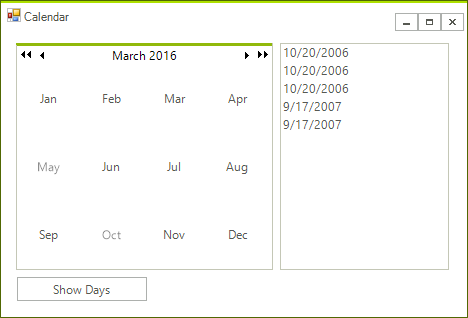 Calendar
March 2016
Jan Feb Mar Apr
May Jun Jul Aug
Sep Oct Nov Dec
10/20/2006
10/20/2006
10/20/2006
9/17/2007
9/17/2007
Show Days